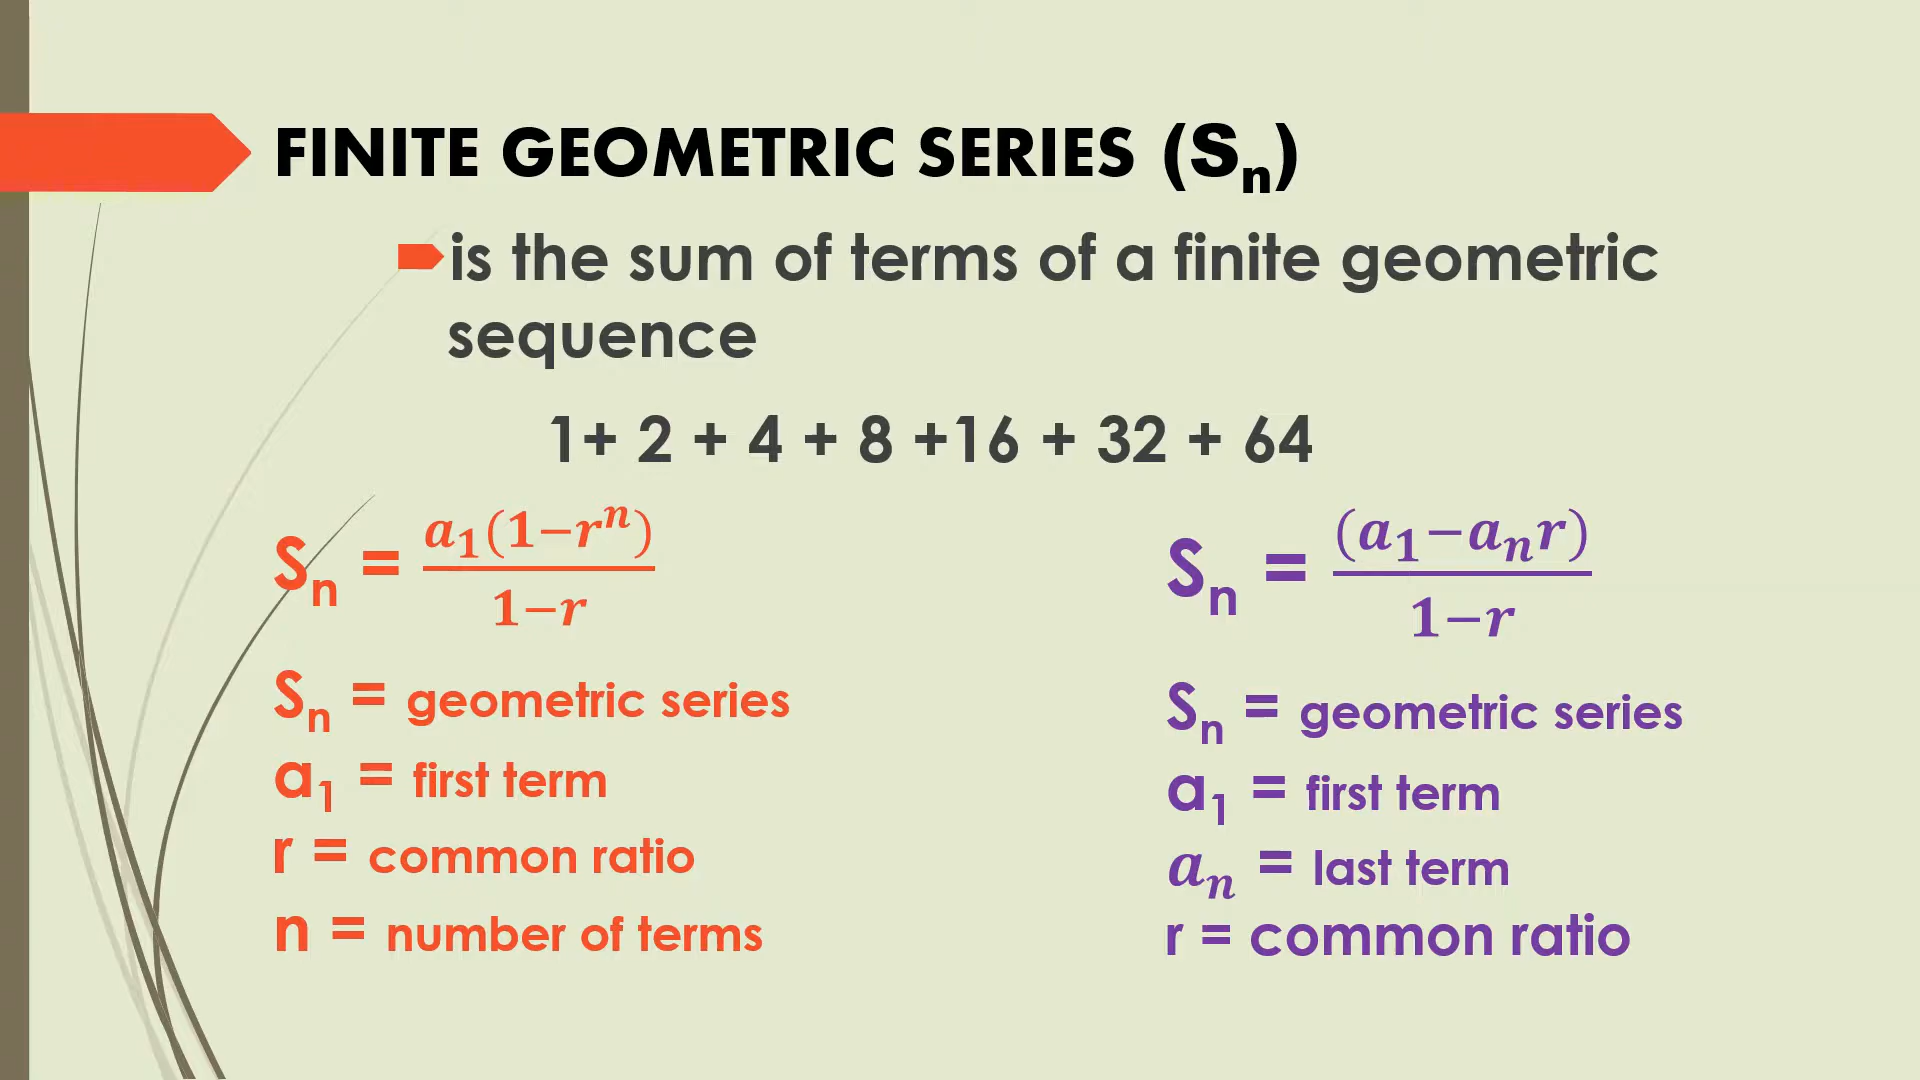 FINITE GEOMETRIC SERIES (Sₙ)
is the sum of terms of a finite geometric
sequence
1+ 2 + 4 + 8 +16 + 32 + 64
Sₙ = a₁(1−rⁿ) / 1−r
Sₙ = geometric series
a₁ = first term
r = common ratio
n = number of terms
Sₙ = (a₁−aₙr) / 1−r
Sₙ = geometric series
a₁ = first term
aₙ = last term
r = common ratio